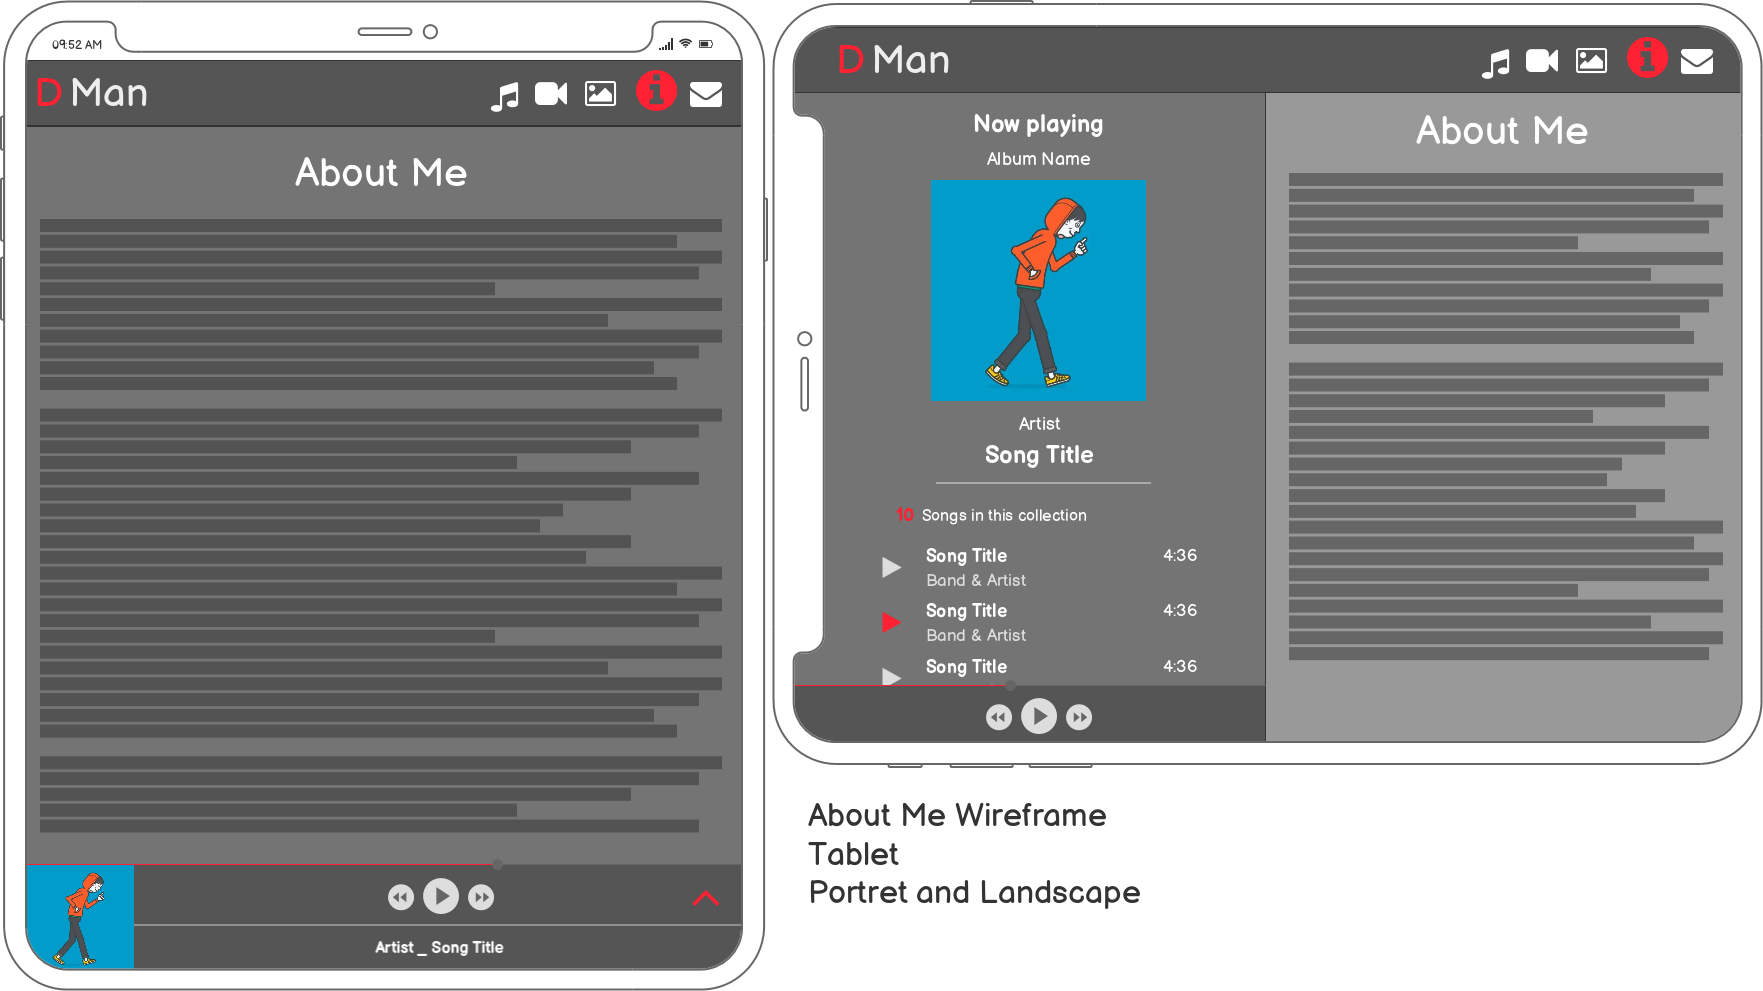 09:52 AM
D Man
About Me
Artist _ Song Title
D Man
Now playing
Album Name
Artist
Song Title
10 Songs in this collection
Song Title 4:36
Band & Artist
Song Title 4:36
Band & Artist
Song Title 4:36
About Me
About Me Wireframe
Tablet
Portret and Landscape